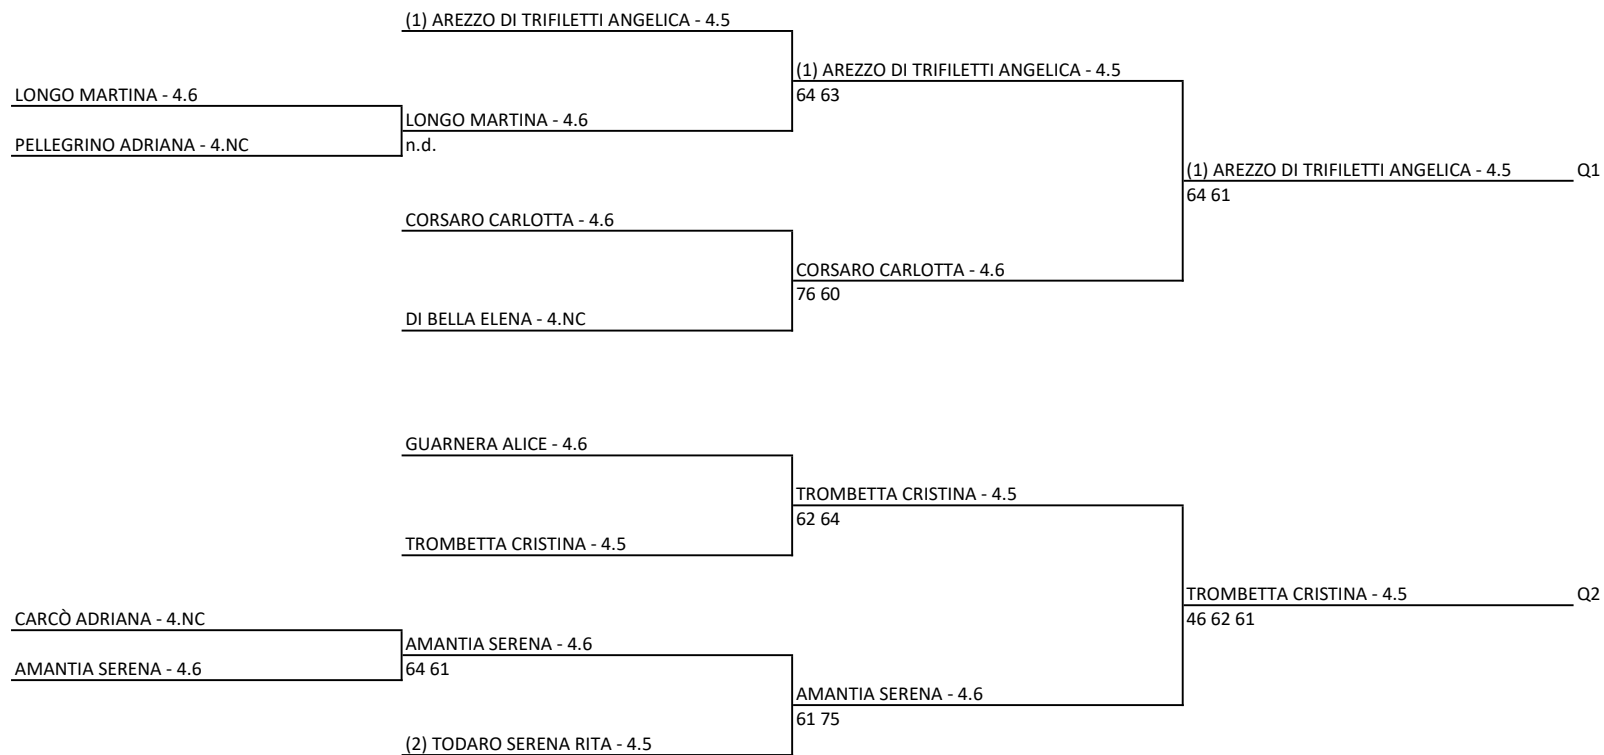 (1) AREZZO DI TRIFILETTI ANGELICA - 4.5
(1) AREZZO DI TRIFILETTI ANGELICA - 4.5
LONGO MARTINA - 4.6
64 63
LONGO MARTINA - 4.6
PELLEGRINO ADRIANA - 4.NC
n.d.
(1) AREZZO DI TRIFILETTI ANGELICA - 4.5
Q1
64 61
CORSARO CARLOTTA - 4.6
CORSARO CARLOTTA - 4.6
76 60
DI BELLA ELENA - 4.NC
GUARNERA ALICE - 4.6
TROMBETTA CRISTINA - 4.5
62 64
TROMBETTA CRISTINA - 4.5
TROMBETTA CRISTINA - 4.5
Q2
CARCÒ ADRIANA - 4.NC
46 62 61
AMANTIA SERENA - 4.6
AMANTIA SERENA - 4.6
64 61
AMANTIA SERENA - 4.6
61 75
(2) TODARO SERENA RITA - 4.5